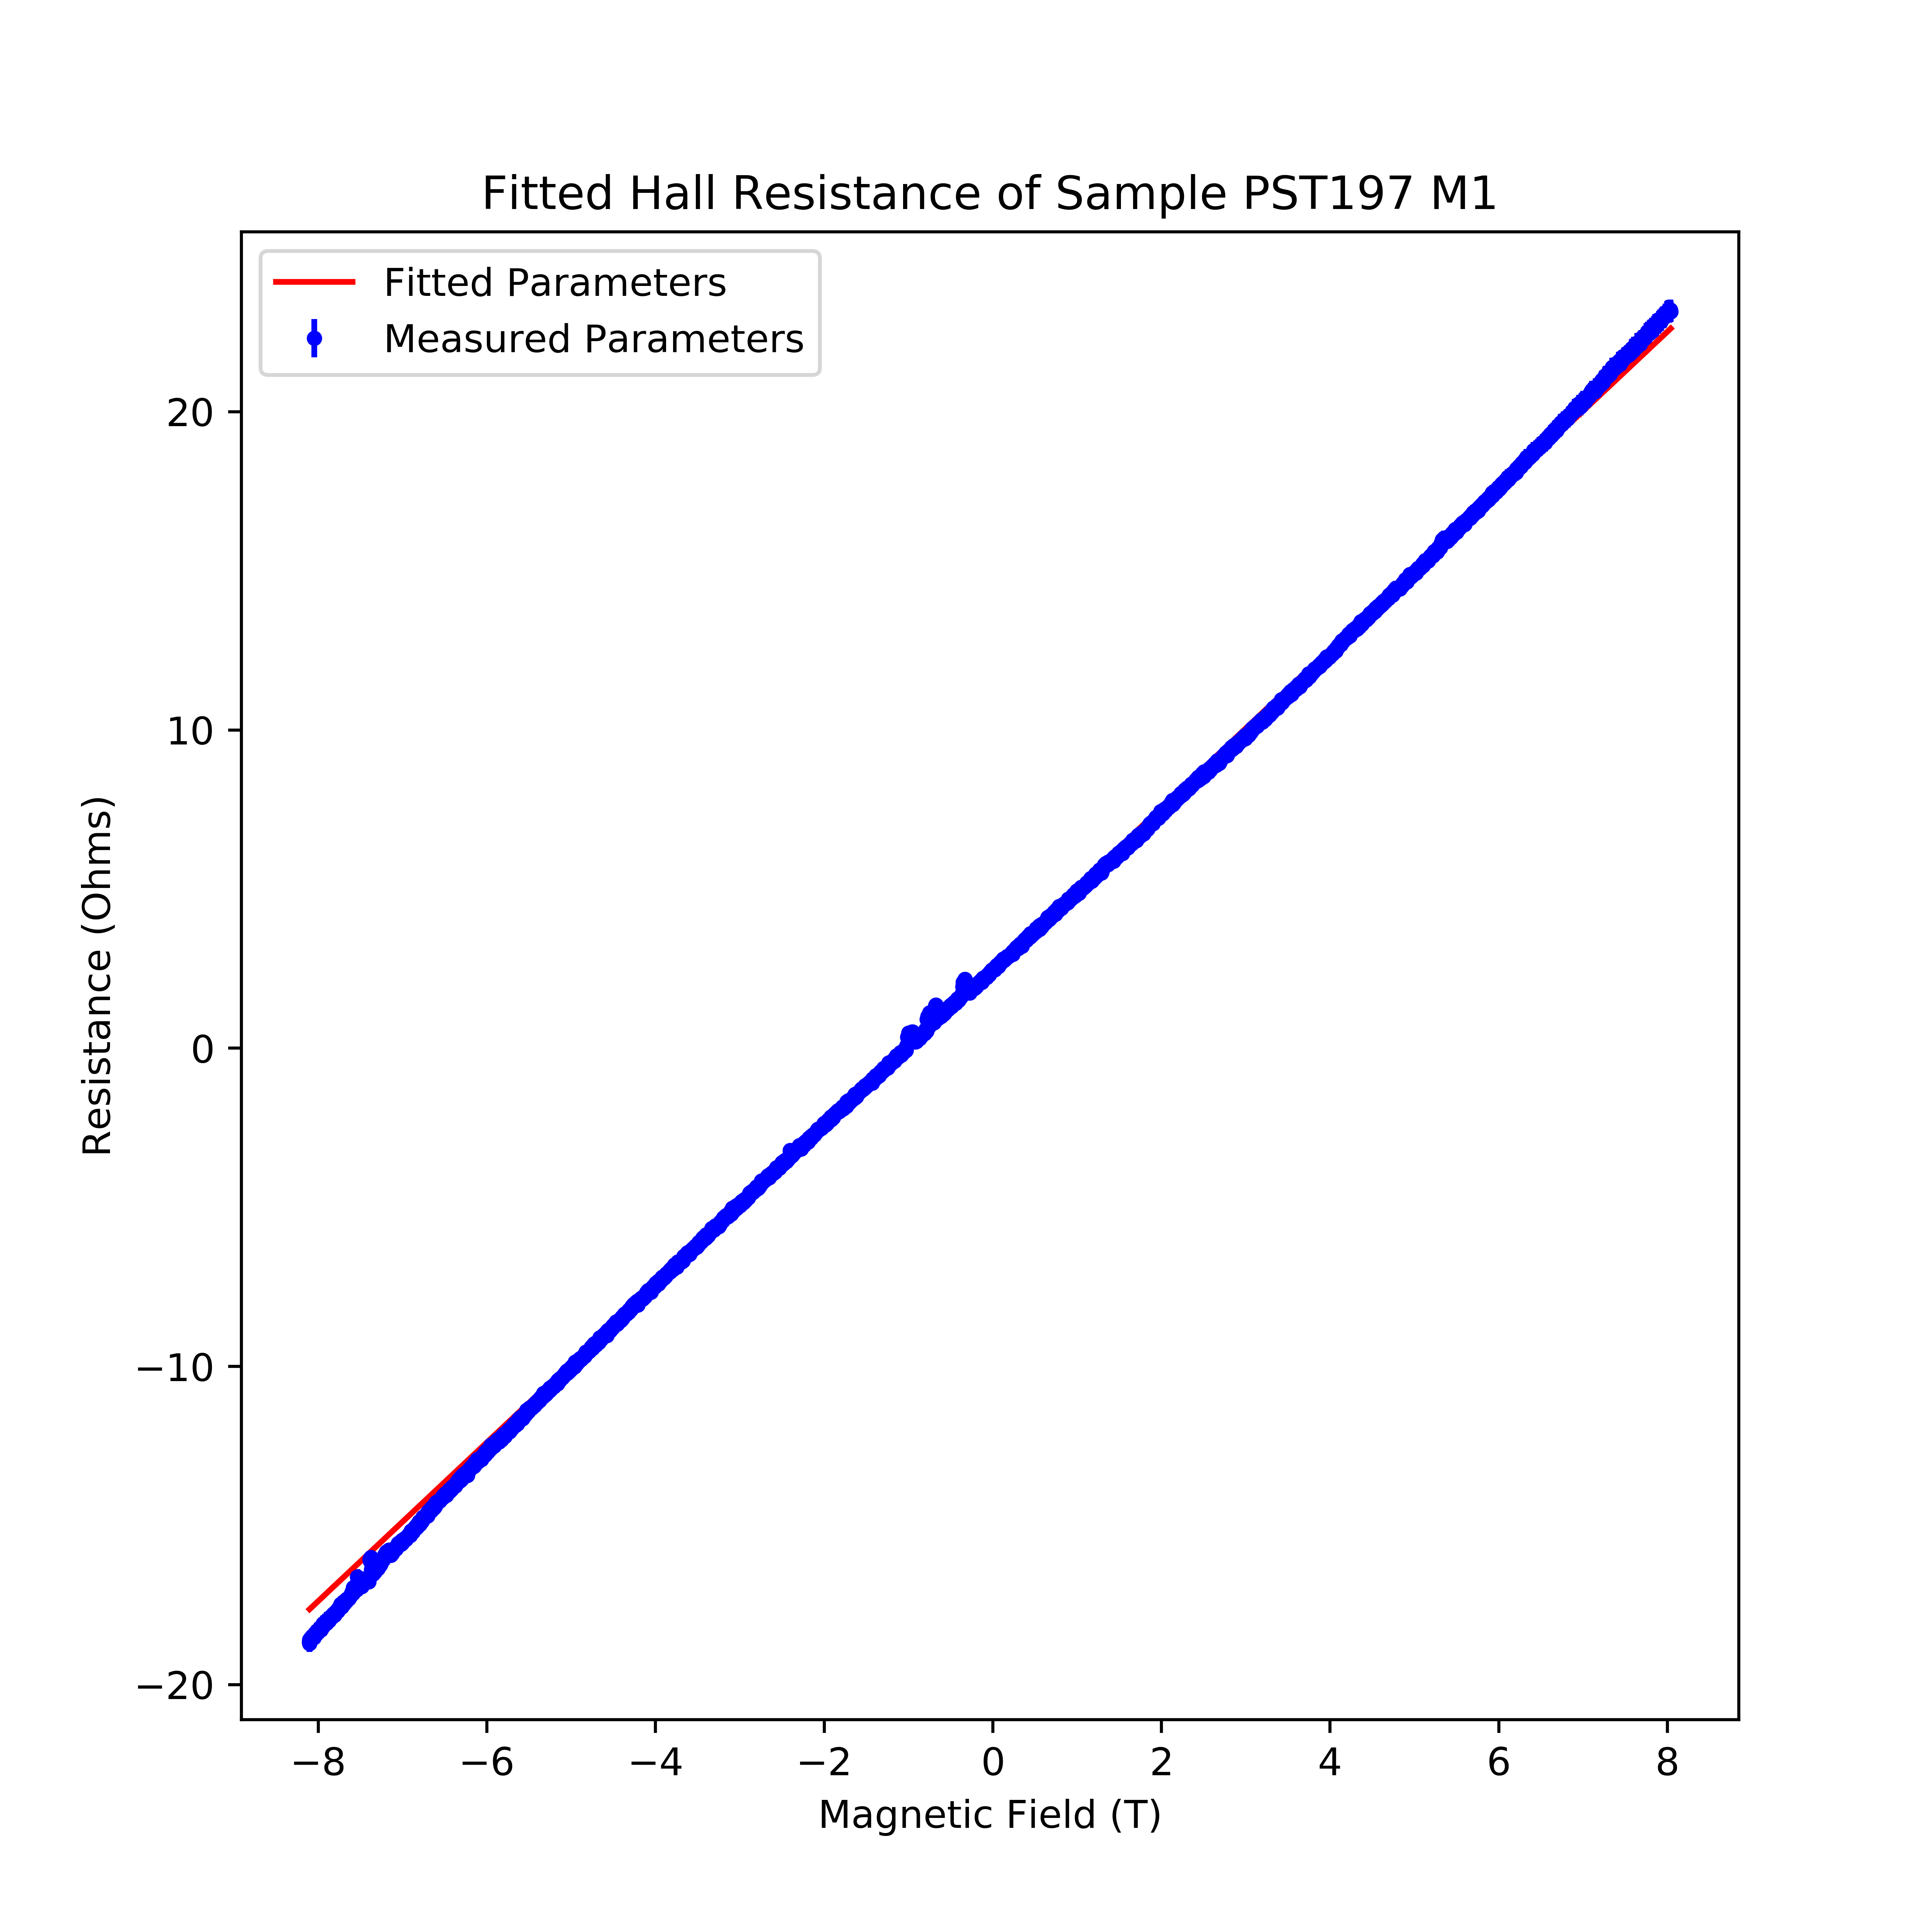 Fitted Hall Resistance of Sample PST197 M1
Fitted Parameters
Measured Parameters
20
10
0
−10
−20
Resistance (Ohms)
−8 −6 −4 −2 0 2 4 6 8
Magnetic Field (T)